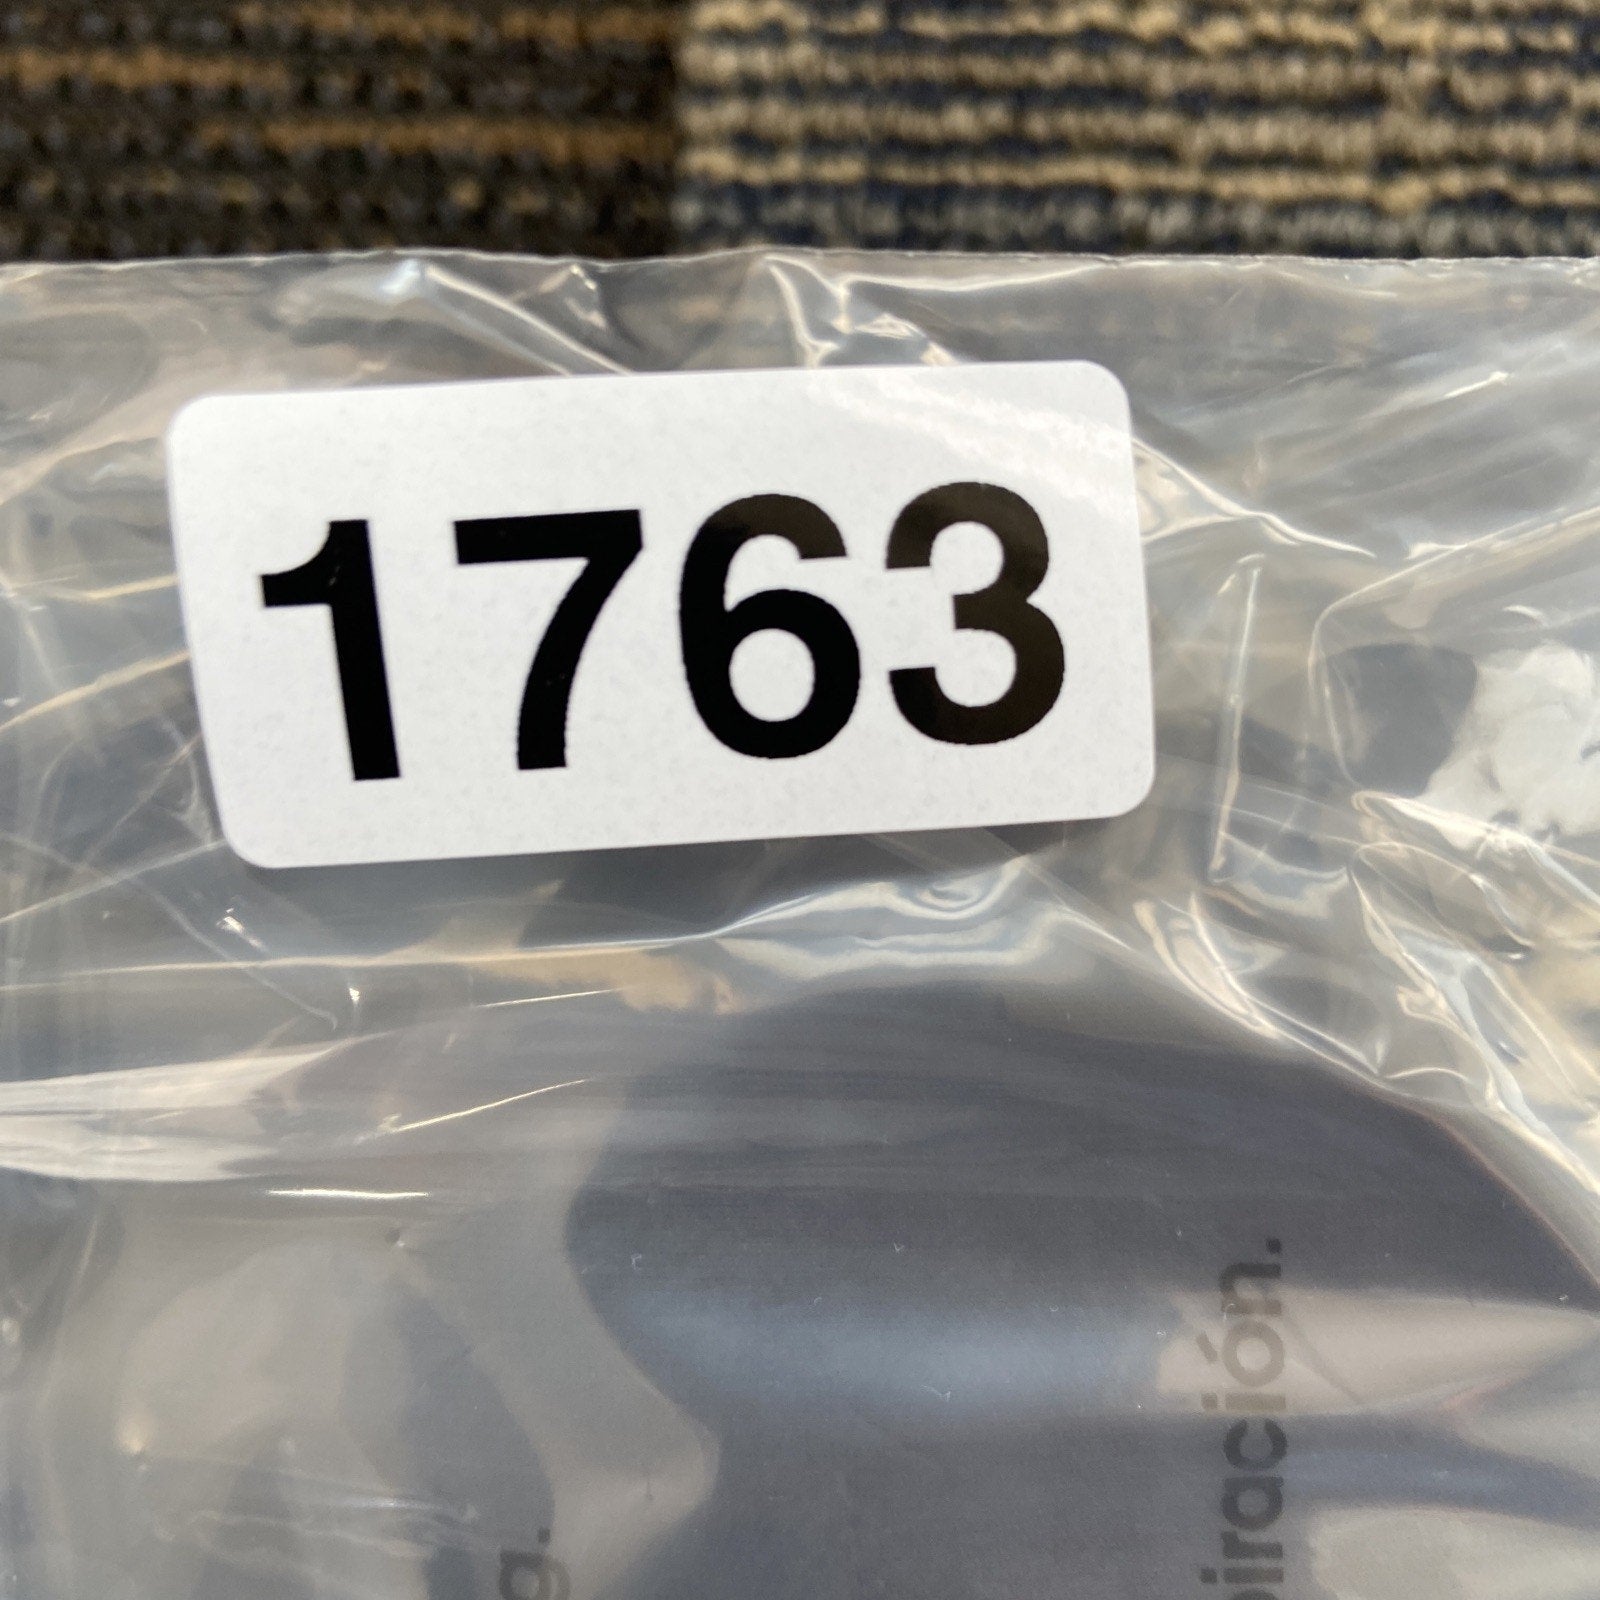 1763
piración.
g.